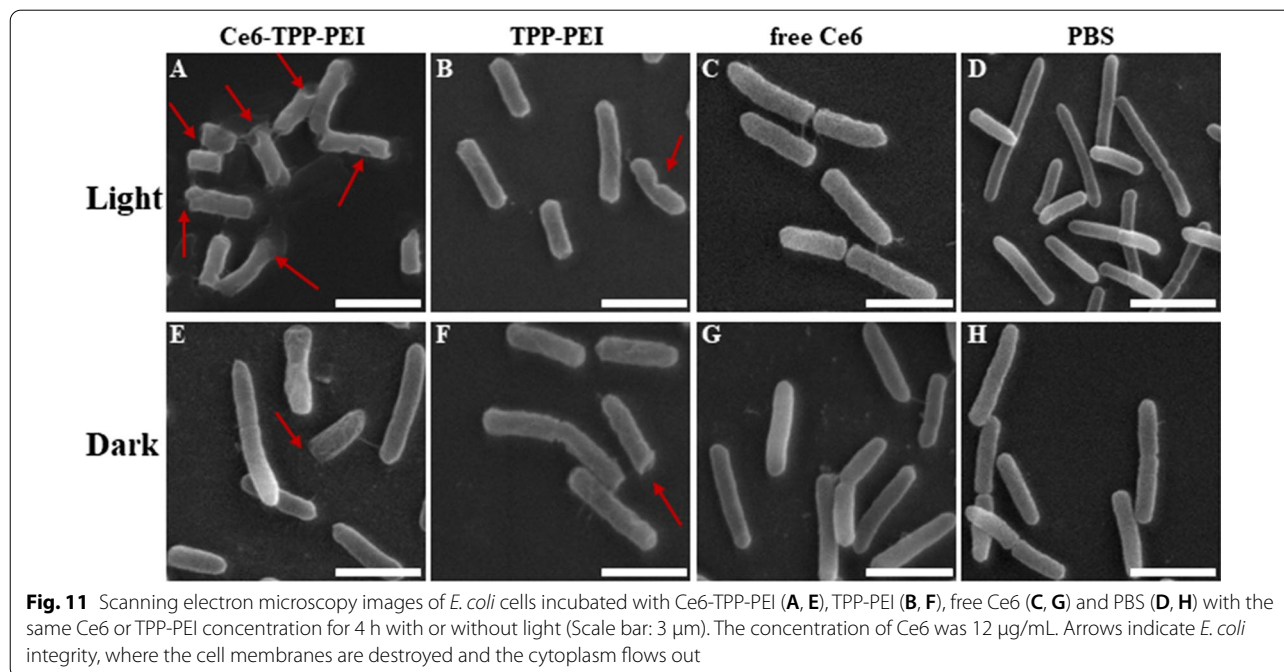 Ce6-TPP-PEI TPP-PEI free Ce6 PBS
Light A B C D
Dark E F G H
Fig. 11 Scanning electron microscopy images of E. coli cells incubated with Ce6-TPP-PEI (A, E), TPP-PEI (B, F), free Ce6 (C, G) and PBS (D, H) with the
same Ce6 or TPP-PEI concentration for 4 h with or without light (Scale bar: 3 μm). The concentration of Ce6 was 12 μg/mL. Arrows indicate E. coli
integrity, where the cell membranes are destroyed and the cytoplasm flows out